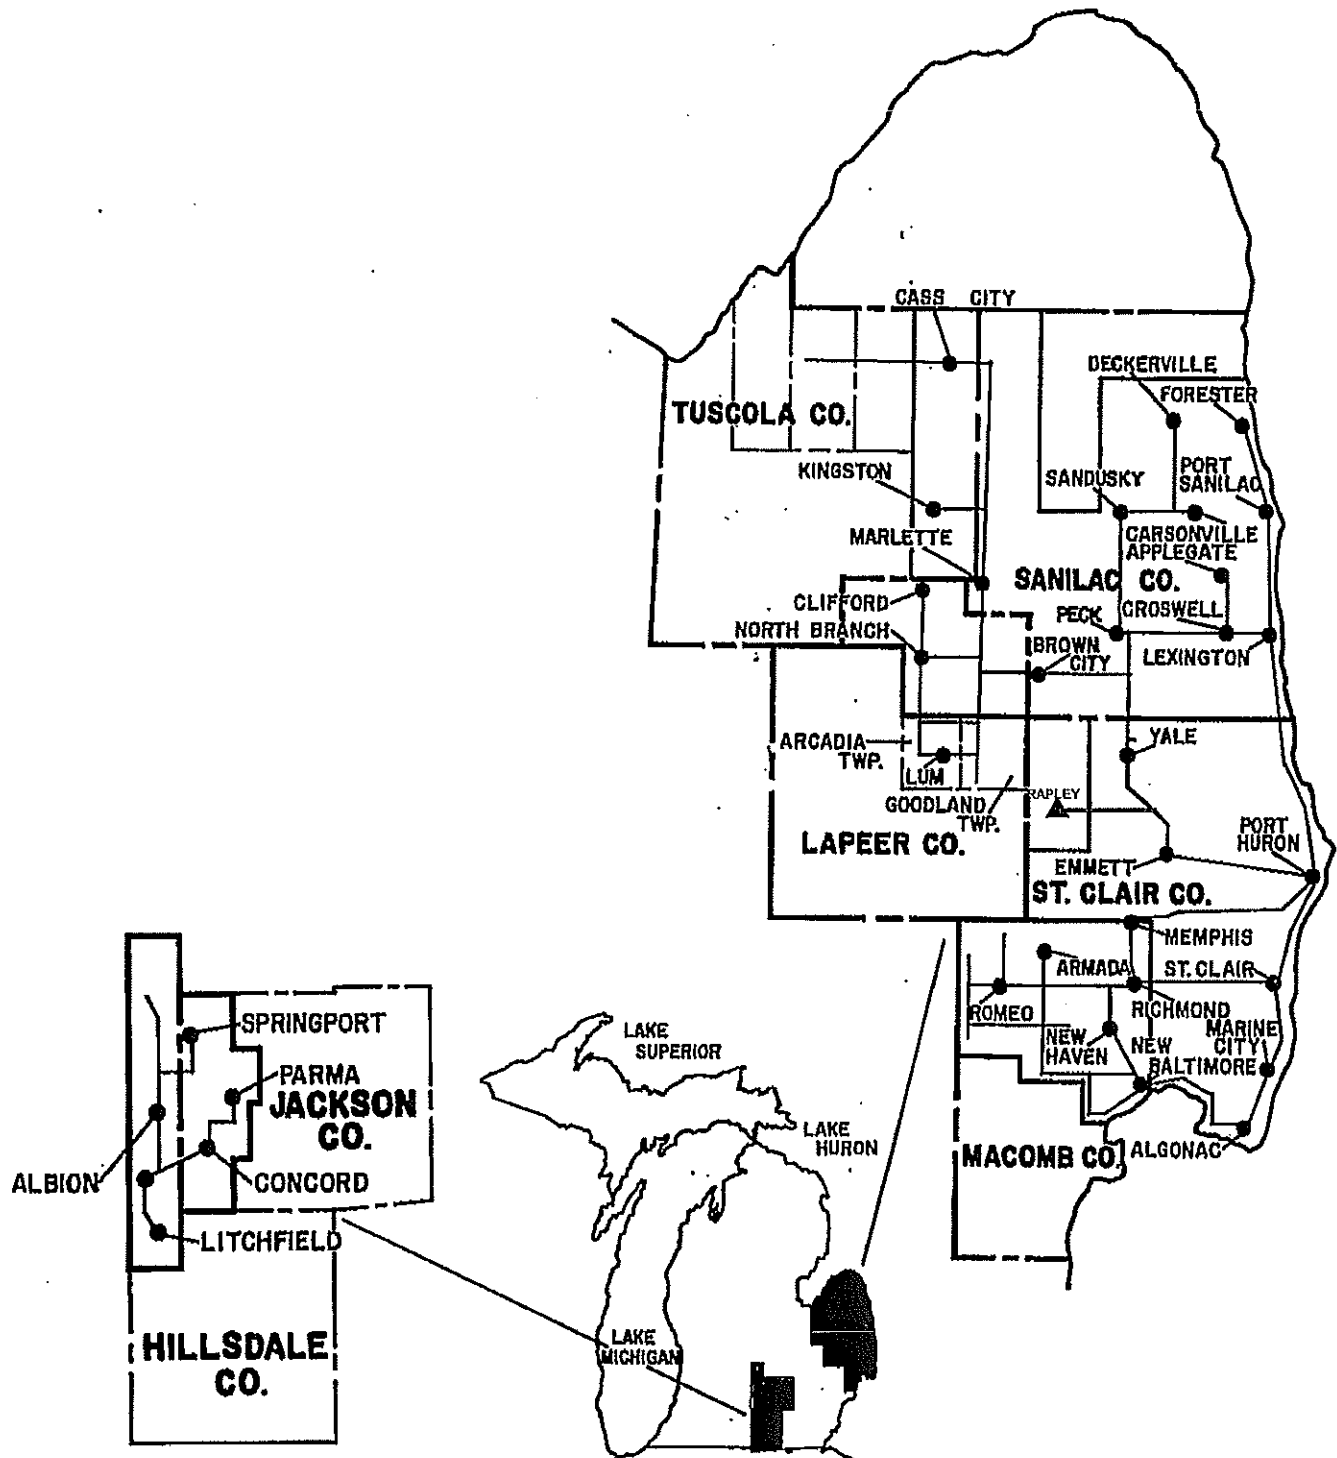 CASS CITY
DECKERVILLE
FORESTER
TUSCOLA CO.
KINGSTON
SANDUSKY
PORT
SANILAC
MARLETTE
CARSONVILLE
APPLEGATE
SANILAC CO.
CLIFFORD
PECK
CROSWELL
NORTH BRANCH
BROWN
CITY
LEXINGTON
ARCADIA
TWP.
YALE
LUM
GOODLAND
TWP.
RAPLEY
LAPEER CO.
PORT
HURON
EMMETT
ST. CLAIR CO.
MEMPHIS
ARMADA
ST. CLAIR
ROMEO
RICHMOND
NEW
HAVEN
NEW
BALTIMORE
MARINE
CITY
MACOMB CO.
ALGONAC
SPRINGPORT
PARMA
JACKSON
CO.
ALBION
CONCORD
LITCHFIELD
HILLSDALE
CO.
LAKE
SUPERIOR
LAKE
HURON
LAKE
MICHIGAN